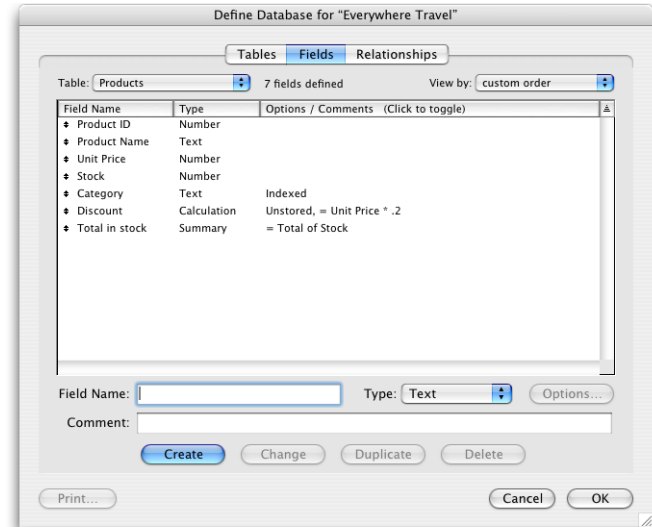 Define Database for “Everywhere Travel”
Tables Fields Relationships
Table: Products 7 fields defined View by: custom order
Field Name Type Options / Comments (Click to toggle)
Product ID Number
Product Name Text
Unit Price Number
Stock Number
Category Text Indexed
Discount Calculation Unstored, = Unit Price * .2
Total in stock Summary = Total of Stock
Field Name: Type: Text Options...
Comment:
Create Change Duplicate Delete
Print... Cancel OK